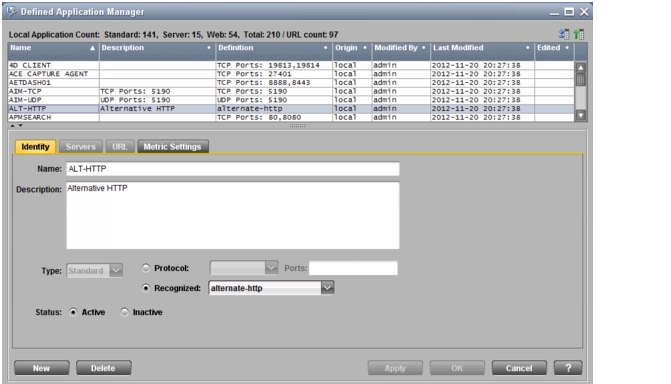 Defined Application Manager
Local Application Count: Standard: 141, Server: 15, Web: 54, Total: 210 / URL count: 97
Name Description Definition Origin Modified By Last Modified Edited
4D CLIENT TCP Ports: 19813,19814 local admin 2012-11-20 20:27:38
ACE CAPTURE AGENT TCP Ports: 27401 local admin 2012-11-20 20:27:38
AETDASH01 TCP Ports: 8888,8443 local admin 2012-11-20 20:27:38
AIM-TCP TCP Ports: 5190 TCP Ports: 5190 local admin 2012-11-20 20:27:38
AIM-UDP UDP Ports: 5190 UDP Ports: 5190 local admin 2012-11-20 20:27:38
ALT-HTTP Alternative HTTP alternate-http local admin 2012-11-20 20:27:38
APMSEARCH TCP Ports: 80,8080 local admin 2012-11-20 20:27:38
Identity Servers URL Metric Settings
Name: ALT-HTTP
Description: Alternative HTTP
Type: Standard Protocol: Ports:
Recognized: alternate-http
Status: Active Inactive
New Delete Apply OK Cancel ?